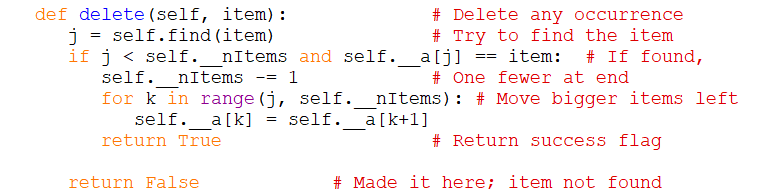 def delete(self, item):              # Delete any occurrence
   j = self.find(item)               # Try to find the item
   if j < self.__nItems and self.__a[j] == item:  # If found,
      self.__nItems -= 1             # One fewer at end
      for k in range(j, self.__nItems): # Move bigger items left
         self.__a[k] = self.__a[k+1]
      return True                    # Return success flag

   return False             # Made it here; item not found